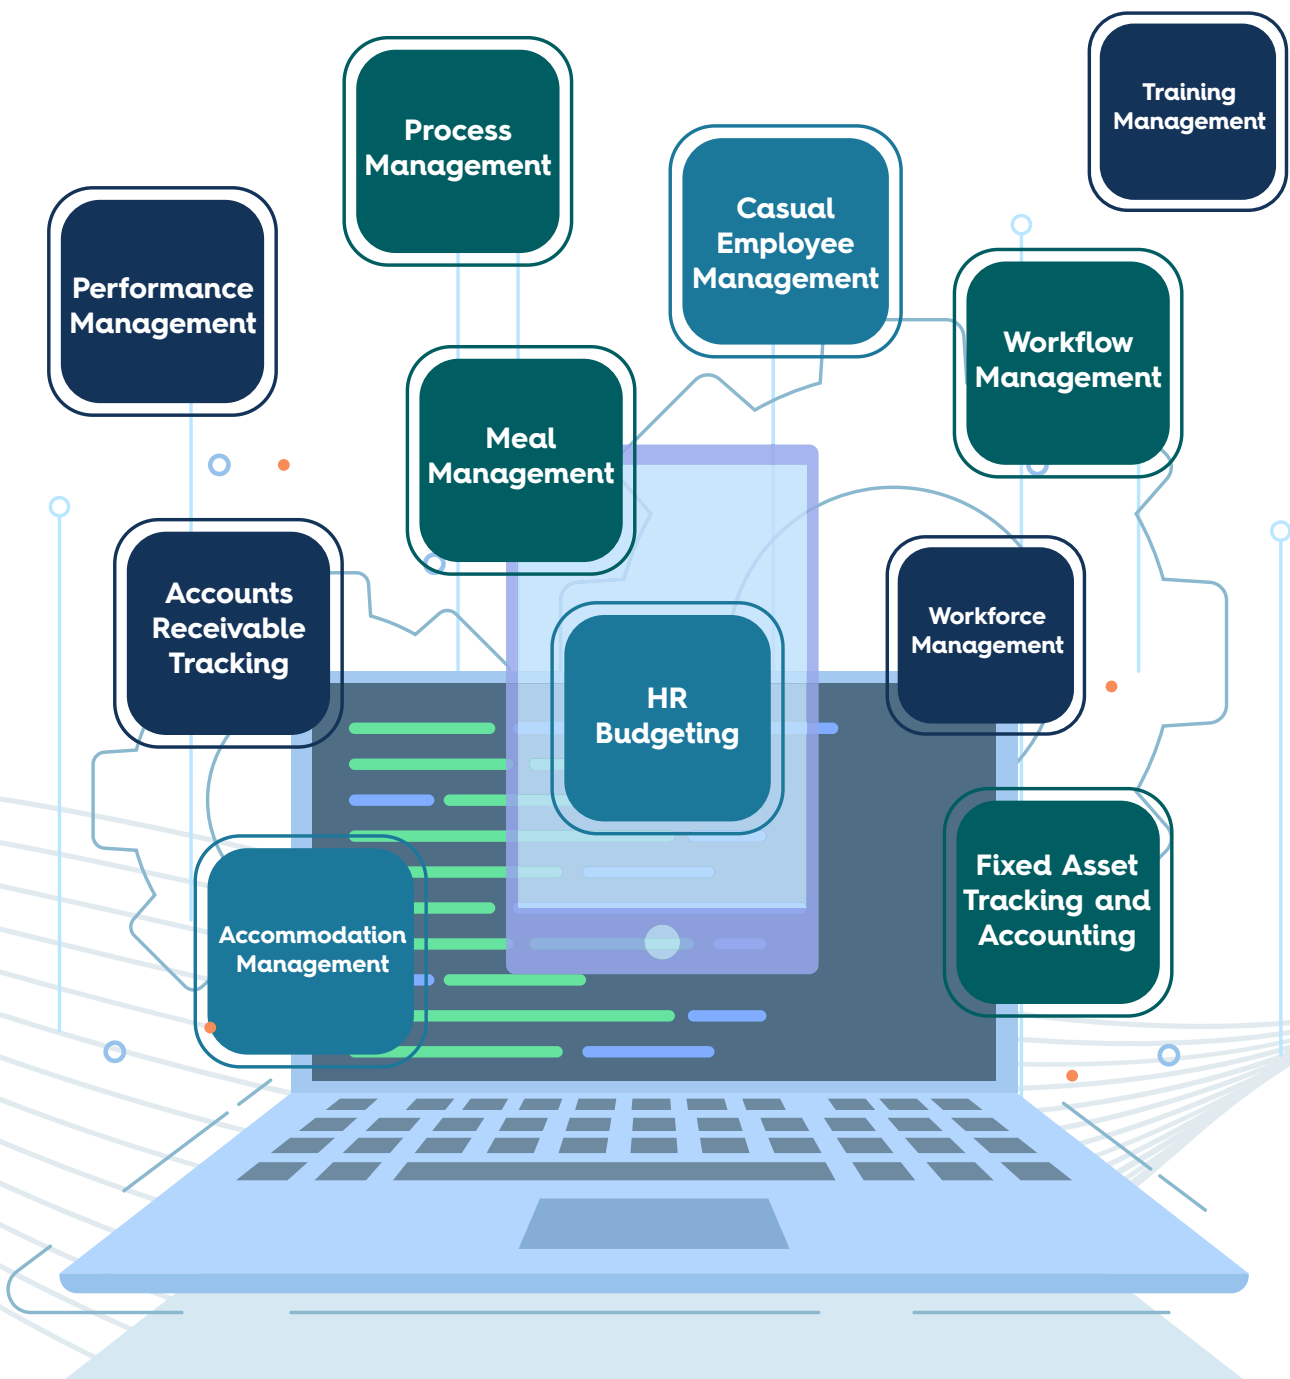 Training
Management
Process
Management
Casual
Employee
Management
Performance
Management
Workflow
Management
Meal
Management
Accounts
Receivable
Tracking
Workforce
Management
HR
Budgeting
Fixed Asset
Tracking and
Accounting
Accommodation
Management